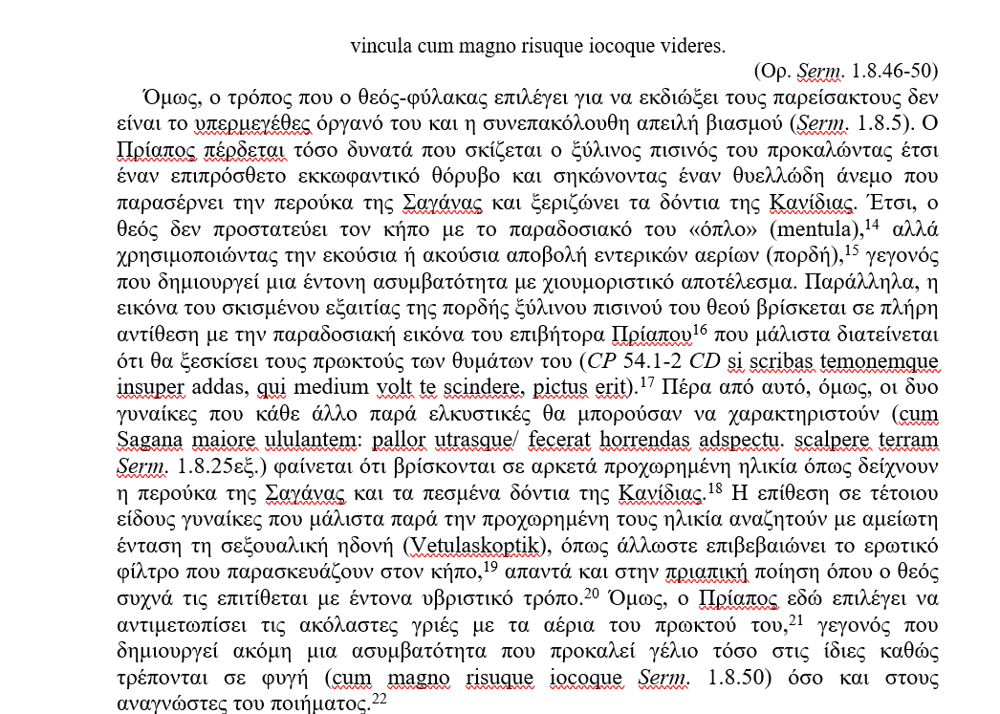 vincula cum magno risuque iocoque videres.
(Ορ. Serm. 1.8.46-50)
Όμως, ο τρόπος που ο θεός-φύλακας επιλέγει για να εκδιώξει τους παρείσακτους δεν
είναι το υπερμεγέθες όργανό του και η συνεπακόλουθη απειλή βιασμού (Serm. 1.8.5). Ο
Πρίαπος πέρδεται τόσο δυνατά που σκίζεται ο ξύλινος πισινός του προκαλώντας έτσι
έναν επιπρόσθετο εκκωφαντικό θόρυβο και σηκώνοντας έναν θυελλώδη άνεμο που
παρασέρνει την περούκα της Σαγάνας και ξεριζώνει τα δόντια της Κανίδιας. Έτσι, ο
θεός δεν προστατεύει τον κήπο με το παραδοσιακό του «όπλο» (mentula),14 αλλά
χρησιμοποιώντας την εκούσια ή ακούσια αποβολή εντερικών αερίων (πορδή),15 γεγονός
που δημιουργεί μια έντονη ασυμβατότητα με χιουμοριστικό αποτέλεσμα. Παράλληλα, η
εικόνα του σκισμένου εξαιτίας της πορδής ξύλινου πισινού του θεού βρίσκεται σε πλήρη
αντίθεση με την παραδοσιακή εικόνα του επιβήτορα Πρίαπου16 που μάλιστα διατείνεται
ότι θα ξεσκίσει τους πρωκτούς των θυμάτων του (CP 54.1-2 CD si scribas temonemque
insuper addas, qui medium volt te scindere, pictus erit).17 Πέρα από αυτό, όμως, οι δυο
γυναίκες που κάθε άλλο παρά ελκυστικές θα μπορούσαν να χαρακτηριστούν (cum
Sagana maiore ululantem: pallor utrasque/ fecerat horrendas adspectu. scalpere terram
Serm. 1.8.25εξ.) φαίνεται ότι βρίσκονται σε αρκετά προχωρημένη ηλικία όπως δείχνουν
η περούκα της Σαγάνας και τα πεσμένα δόντια της Κανίδιας.18 Η επίθεση σε τέτοιου
είδους γυναίκες που μάλιστα παρά την προχωρημένη τους ηλικία αναζητούν με αμείωτη
ένταση τη σεξουαλική ηδονή (Vetulaskoptik), όπως άλλωστε επιβεβαιώνει το ερωτικό
φίλτρο που παρασκευάζουν στον κήπο,19 απαντά και στην πριαπική ποίηση όπου ο θεός
συχνά τις επιτίθεται με έντονα υβριστικό τρόπο.20 Όμως, ο Πρίαπος εδώ επιλέγει να
αντιμετωπίσει τις ακόλαστες γριές με τα αέρια του πρωκτού του,21 γεγονός που
δημιουργεί ακόμη μια ασυμβατότητα που προκαλεί γέλιο τόσο στις ίδιες καθώς
τρέπονται σε φυγή (cum magno risuque iocoque Serm. 1.8.50) όσο και στους
αναγνώστες του ποιήματος.22